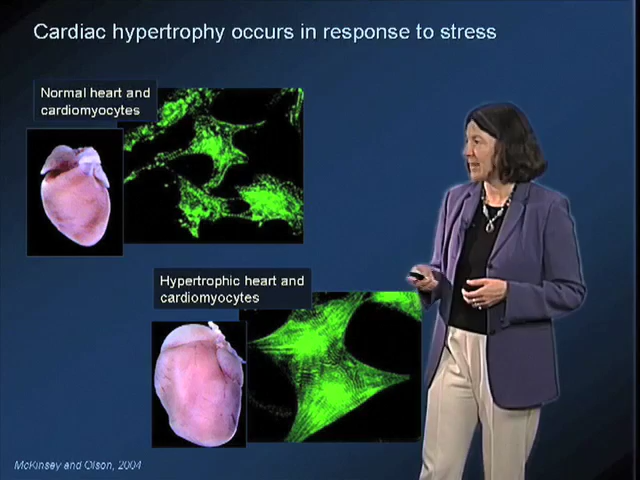 Cardiac hypertrophy occurs in response to stress
Normal heart and
cardiomyocytes
Hypertrophic heart and
cardiomyocytes
McKinsey and Olson, 2004